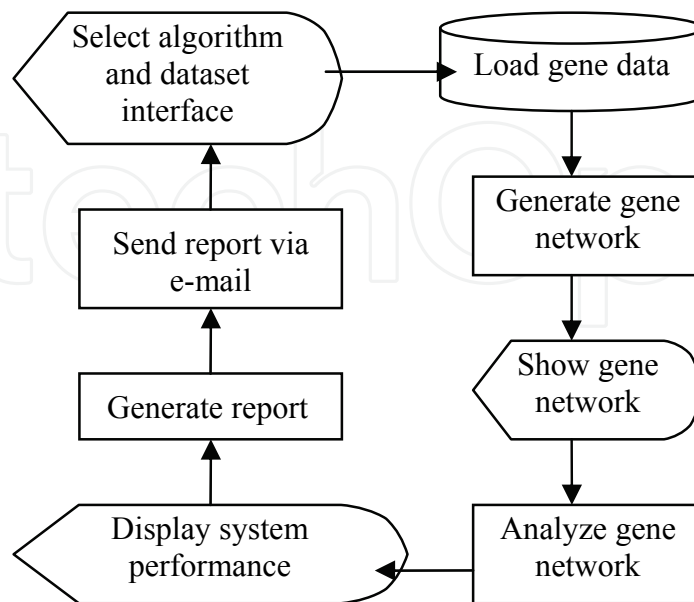 Select algorithm
and dataset
interface
Load gene data
Generate gene
network
Show gene
network
Analyze gene
network
Display system
performance
Generate report
Send report via
e-mail